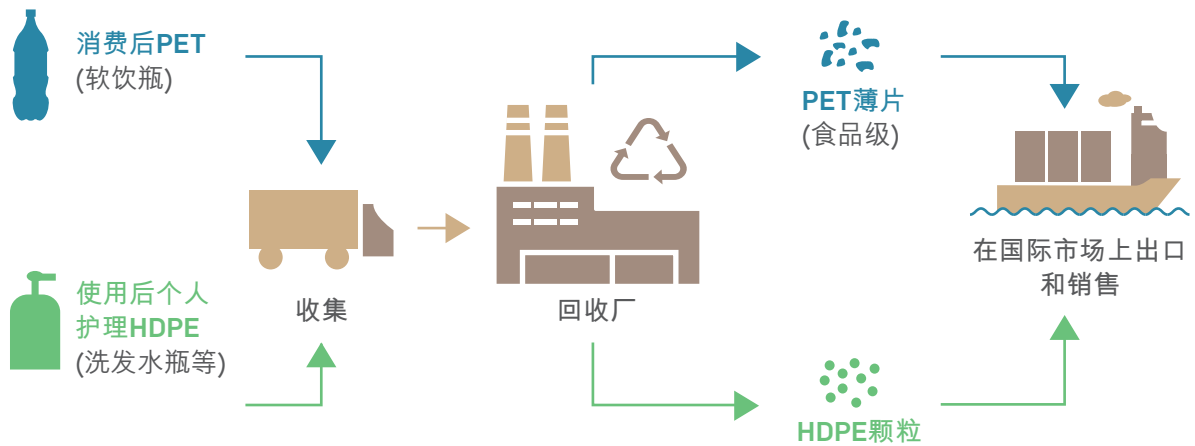 消费后PET
(软饮瓶)
使用后个人
护理HDPE
(洗发水瓶等)
收集
回收厂
PET薄片
(食品级)
HDPE颗粒
在国际市场上出口
和销售